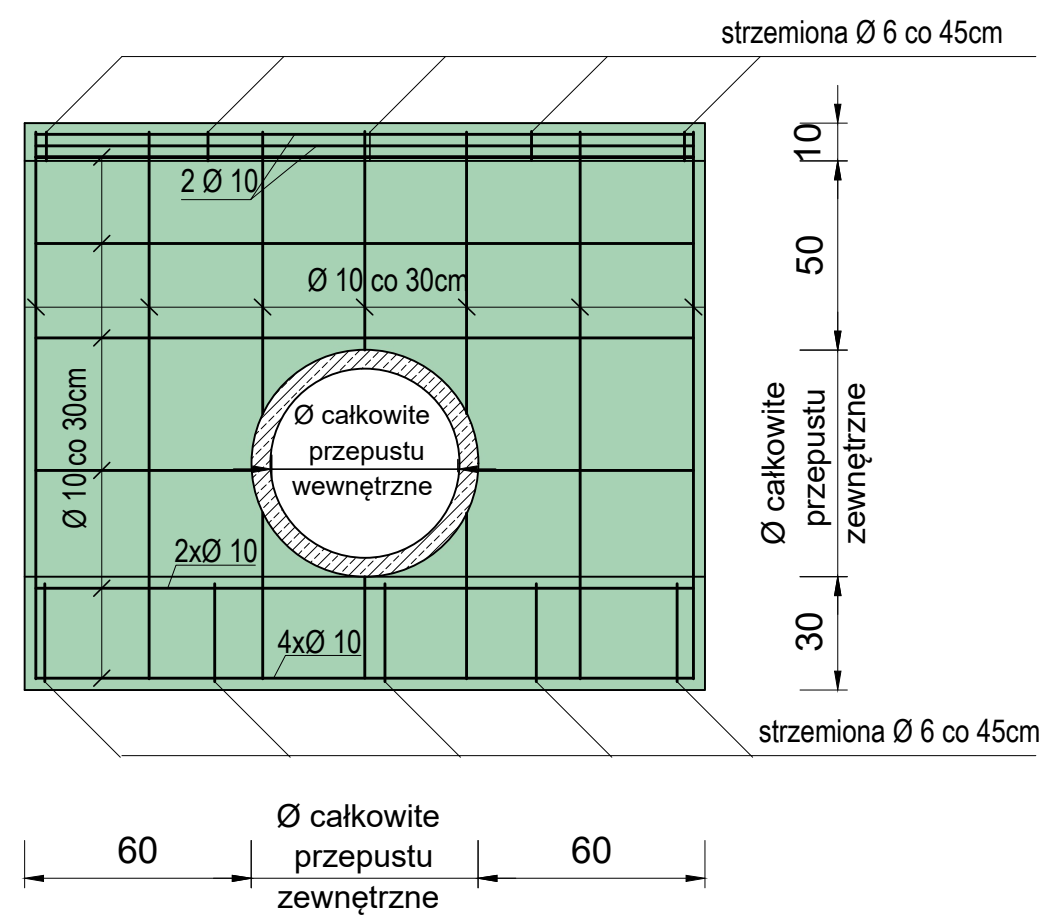 strzemiona Ø 6 co 45cm
10
2 Ø 10
50
Ø 10 co 30cm
Ø 10 co 30cm
Ø całkowite
przepustu
wewnętrzne
Ø całkowite
przepustu
zewnętrzne
2xØ 10
4xØ 10
30
strzemiona Ø 6 co 45cm
60
Ø całkowite
przepustu
zewnętrzne
60